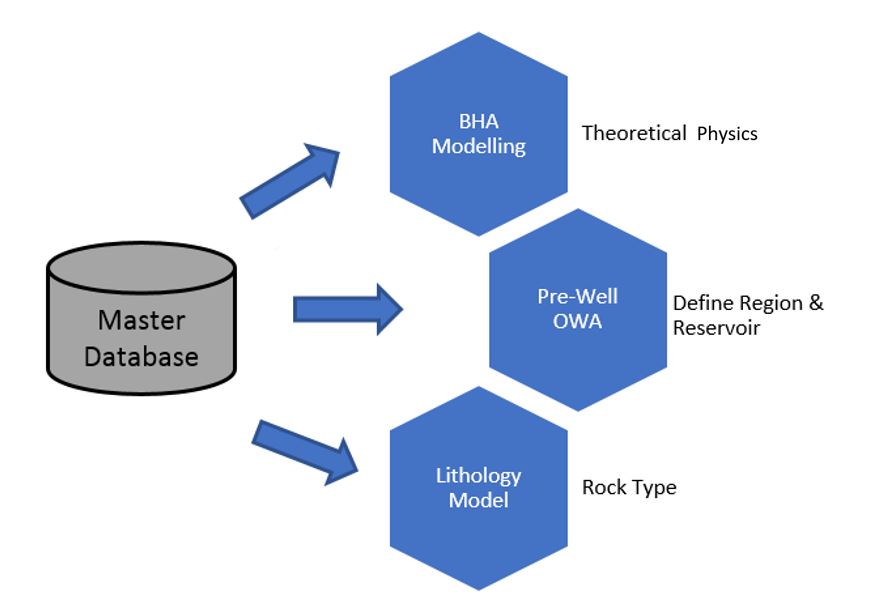 BHA
Modelling
Theoretical Physics
Pre-Well
OWA
Define Region &
Reservoir
Master
Database
Lithology
Model
Rock Type